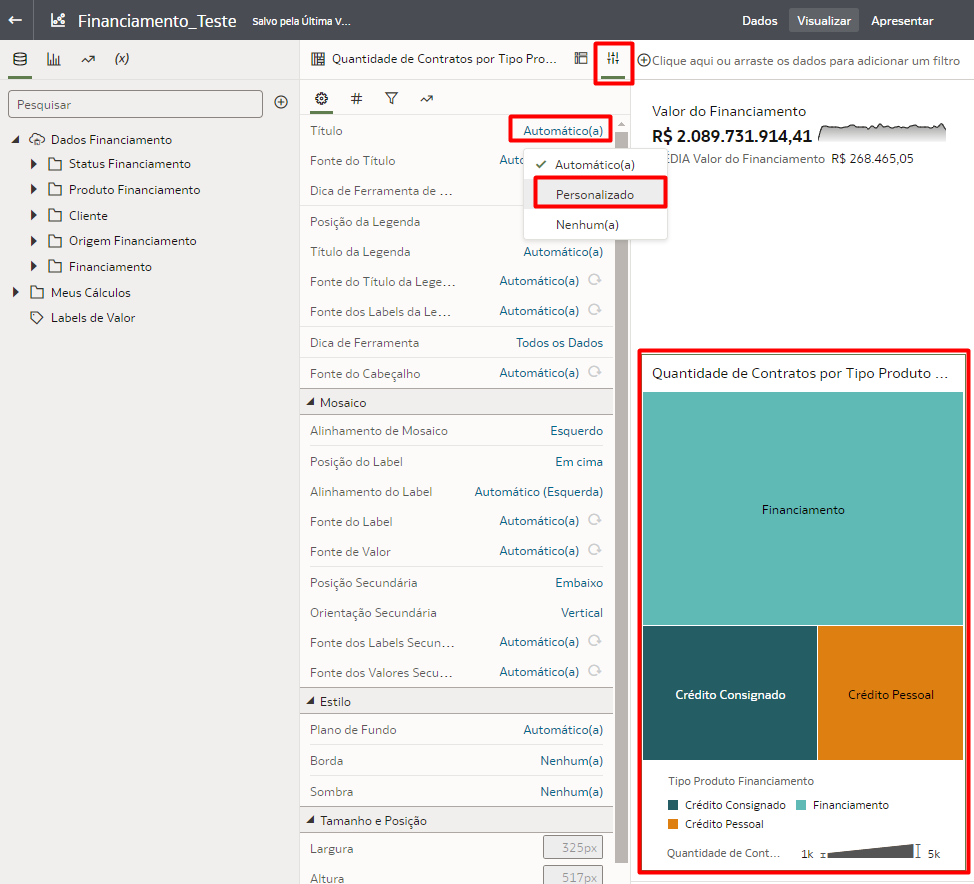 Financiamento_Teste Salvo pela Última V... Dados Visualizar Apresentar
(x)
Pesquisar
Dados Financiamento
Status Financiamento
Produto Financiamento
Cliente
Origem Financiamento
Financiamento
Meus Cálculos
Labels de Valor
Quantidade de Contratos por Tipo Pro...
Título Automático(a)
Fonte do Título Autc
Dica de Ferramenta de ...
Posição da Legenda
Automático(a)
Personalizado
Nenhum(a)
Título da Legenda Automático(a)
Fonte do Título da Lege... Automático(a)
Fonte dos Labels da Le... Automático(a)
Dica de Ferramenta Todos os Dados
Fonte do Cabeçalho Automático(a)
Mosaico
Alinhamento de Mosaico Esquerdo
Posição do Label Em cima
Alinhamento do Label Automático (Esquerda)
Fonte do Label Automático(a)
Fonte de Valor Automático(a)
Posição Secundária Embaixo
Orientação Secundária Vertical
Fonte dos Labels Secun... Automático(a)
Fonte dos Valores Secu... Automático(a)
Estilo
Plano de Fundo Automático(a)
Borda Nenhum(a)
Sombra Nenhum(a)
Tamanho e Posição
Largura 325px
Altura 517px
Clique aqui ou arraste os dados para adicionar um filtro
Valor do Financiamento
R$ 2.089.731.914,41
EDIA Valor do Financiamento R$ 268.465,05
Quantidade de Contratos por Tipo Produto ...
Financiamento
Crédito Consignado
Crédito Pessoal
Tipo Produto Financiamento
Crédito Consignado Financiamento
Crédito Pessoal
Quantidade de Cont... 1k 5k